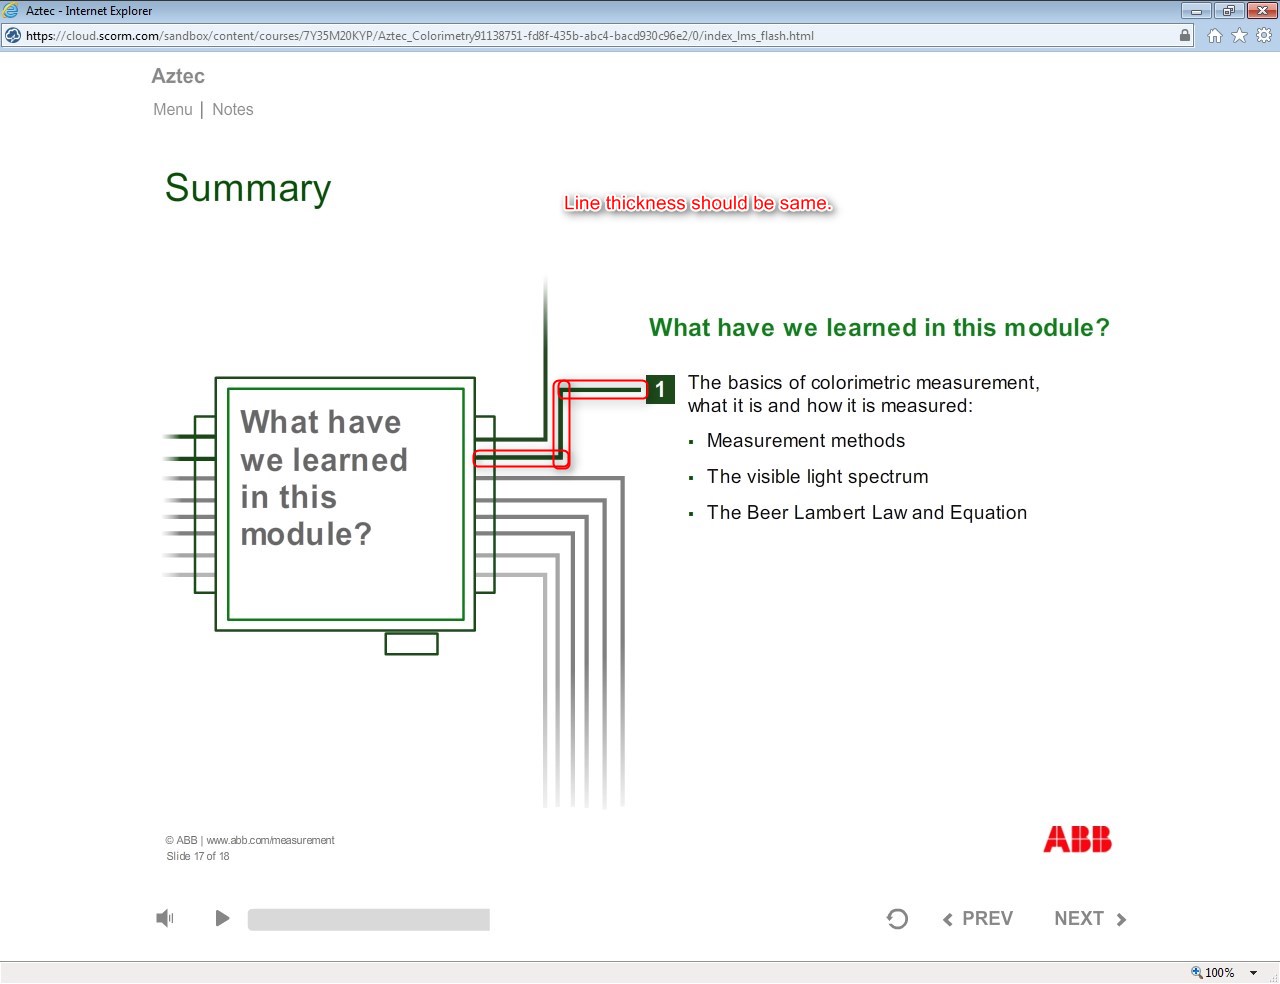 Aztec - Internet Explorer
https://cloud.scorm.com/sandbox/content/courses/7Y35M20KYP/Aztec_Colorimetry91138751-fd8f-435b-abc4-bacd930c96e2/0/index_lms_flash.html
Aztec
Menu | Notes
Summary
Line thickness should be same.
What have
we learned
in this
module?
What have we learned in this module?
1
The basics of colorimetric measurement,
what it is and how it is measured:
▪ Measurement methods
▪ The visible light spectrum
▪ The Beer Lambert Law and Equation
© ABB | www.abb.com/measurement
Slide 17 of 18
ABB
PREV
NEXT
100%